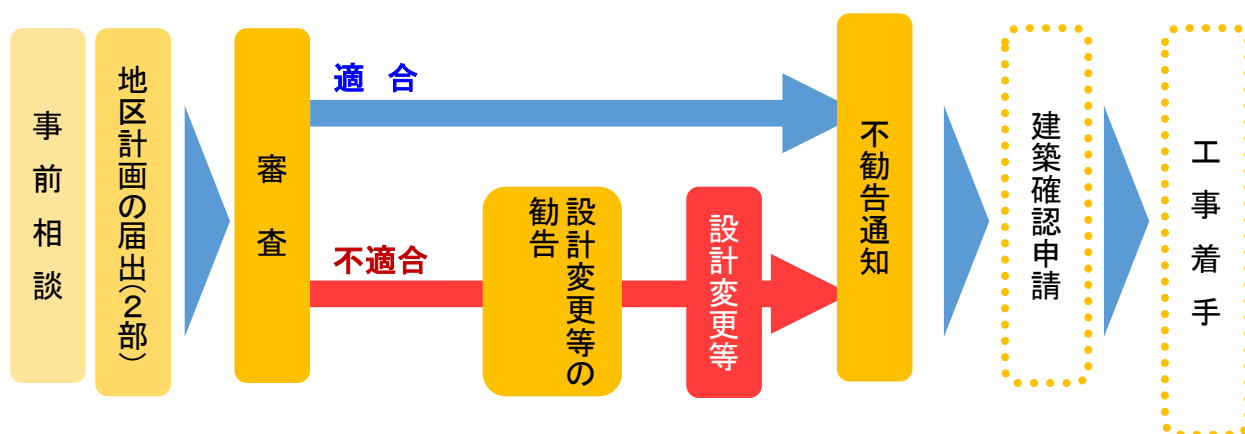 事前相談
地区計画の届出(2部)
審査
適合
不適合
設計変更等の
勧告
設計変更等
不勧告通知
建築確認申請
工事着手